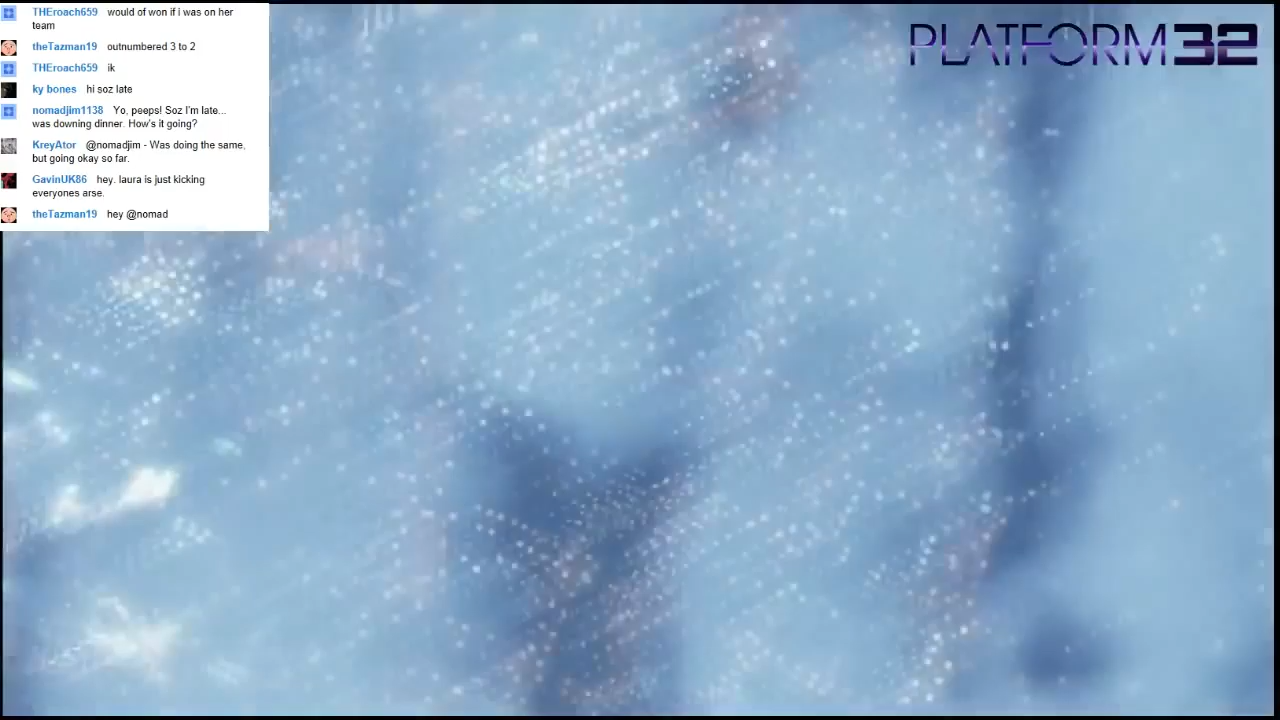 THEroach659 would of won if i was on her
team
theTazman19 outnumbered 3 to 2
THEroach659 ik
ky bones hi soz late
nomadjim1138 Yo, peeps! Soz I'm late...
was downing dinner. How's it going?
KreyAtor @nomadjim - Was doing the same,
but going okay so far.
GavinUK86 hey. laura is just kicking
everyones arse.
theTazman19 hey @nomad
PLATFORM32